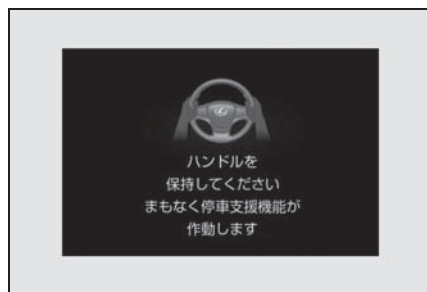 ハンドルを
保持してください
まもなく停車支援機能が
作動します